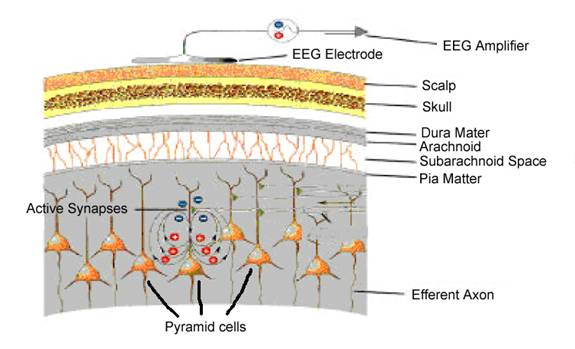 EEG Amplifier
EEG Electrode
Scalp
Skull
Dura Mater
Arachnoid
Subarachnoid Space
Pia Matter
Active Synapses
Efferent Axon
Pyramid cells